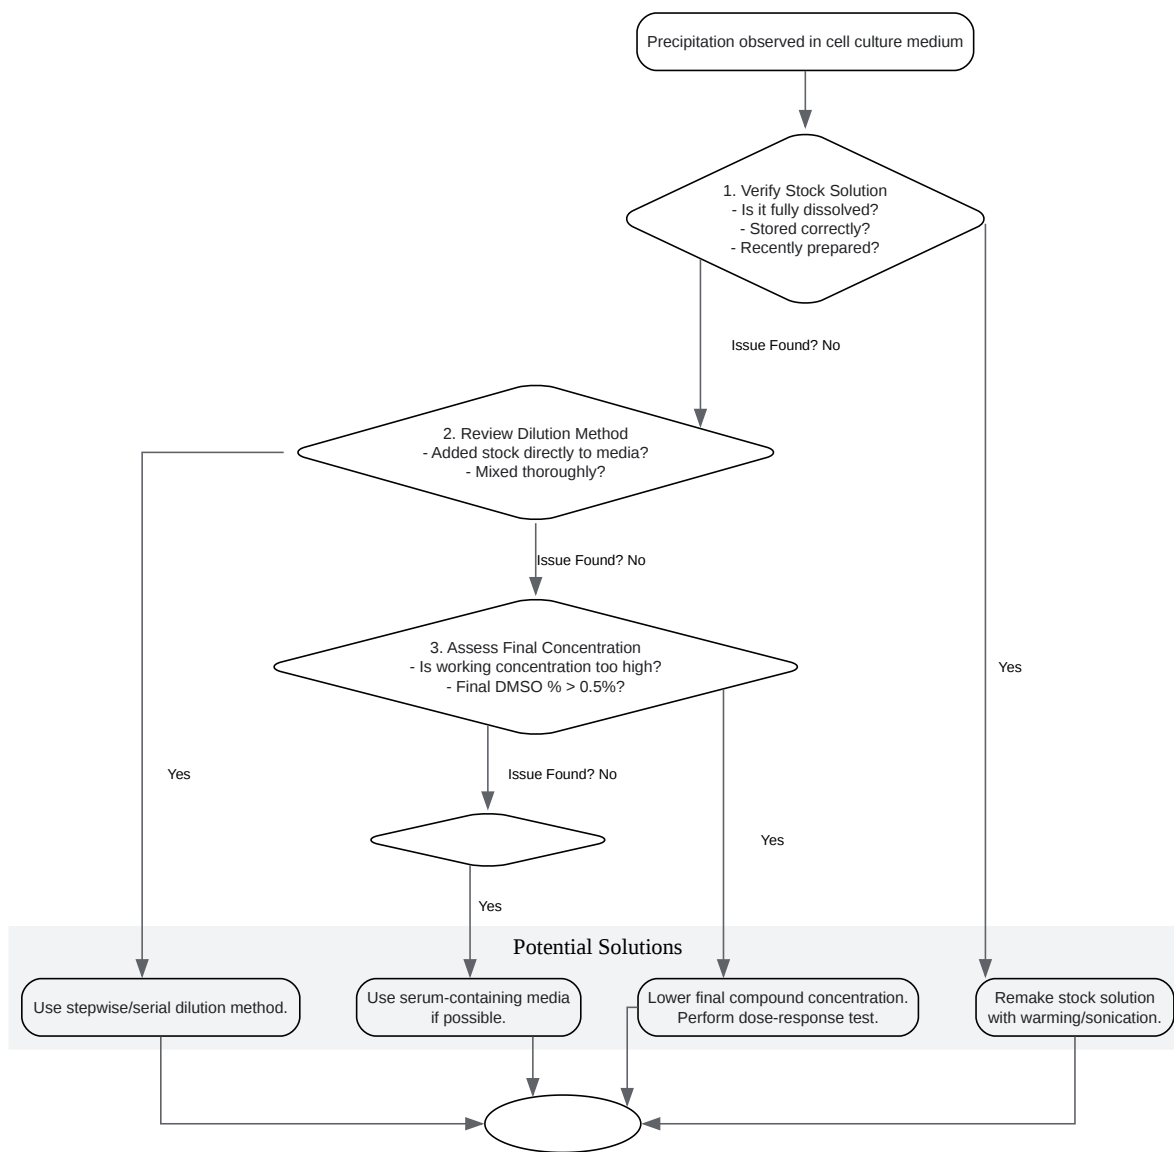 Precipitation observed in cell culture medium
1. Verify Stock Solution
- Is it fully dissolved?
- Stored correctly?
- Recently prepared?
Issue Found? No
2. Review Dilution Method
- Added stock directly to media?
- Mixed thoroughly?
Issue Found? No
3. Assess Final Concentration
- Is working concentration too high?
- Final DMSO % > 0.5%?
Yes
Yes
Issue Found? No
Yes
Yes
Potential Solutions
Use stepwise/serial dilution method.
Use serum-containing media
if possible.
Lower final compound concentration.
Perform dose-response test.
Remake stock solution
with warming/sonication.